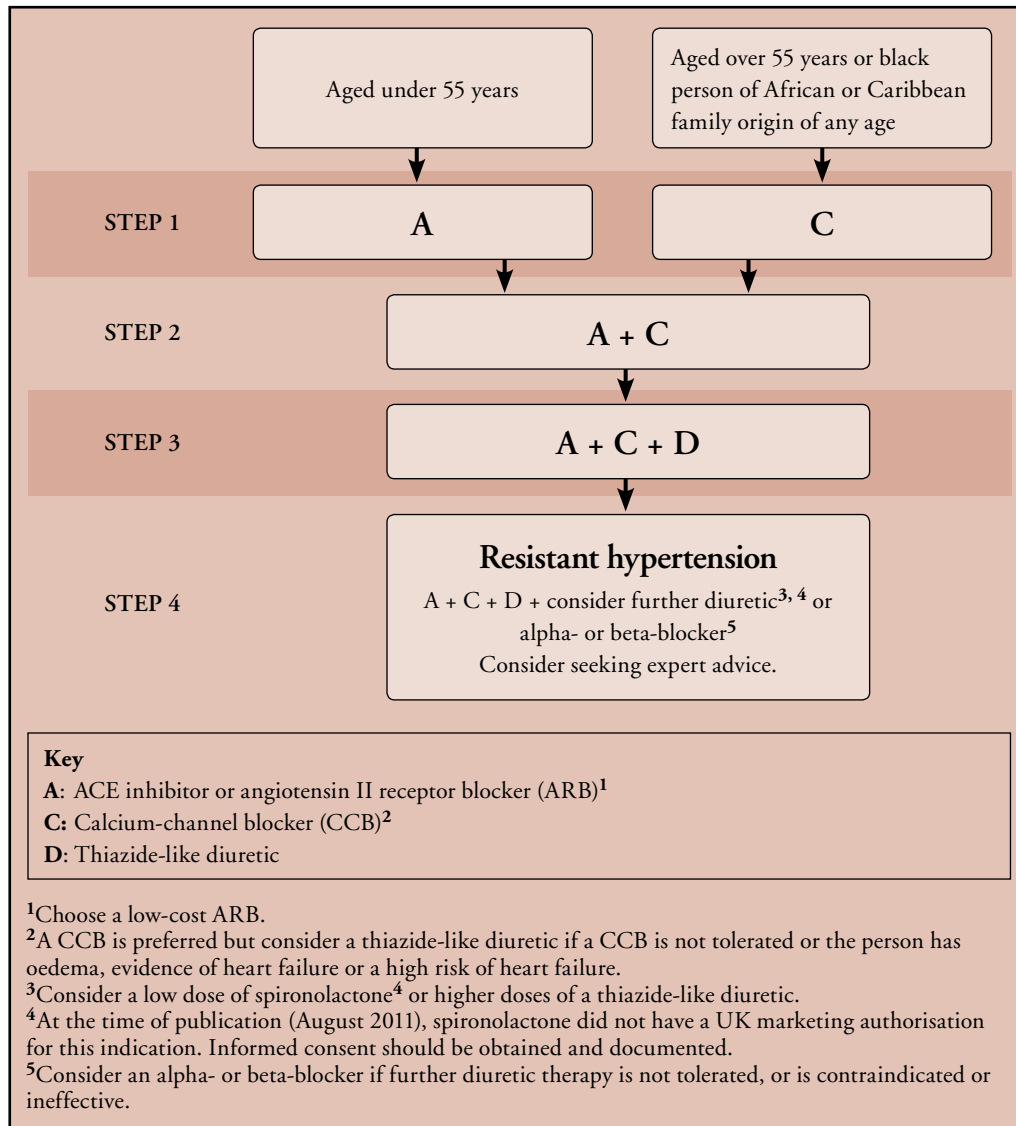 Aged under 55 years
Aged over 55 years or black
person of African or Caribbean
family origin of any age
STEP 1
A
C
STEP 2
A + C
STEP 3
A + C + D
STEP 4
Resistant hypertension
A + C + D + consider further diuretic3, 4 or
alpha- or beta-blocker5
Consider seeking expert advice.
Key
A: ACE inhibitor or angiotensin II receptor blocker (ARB)1
C: Calcium-channel blocker (CCB)2
D: Thiazide-like diuretic
1Choose a low-cost ARB.
2A CCB is preferred but consider a thiazide-like diuretic if a CCB is not tolerated or the person has
oedema, evidence of heart failure or a high risk of heart failure.
3Consider a low dose of spironolactone4 or higher doses of a thiazide-like diuretic.
4At the time of publication (August 2011), spironolactone did not have a UK marketing authorisation
for this indication. Informed consent should be obtained and documented.
5Consider an alpha- or beta-blocker if further diuretic therapy is not tolerated, or is contraindicated or
ineffective.